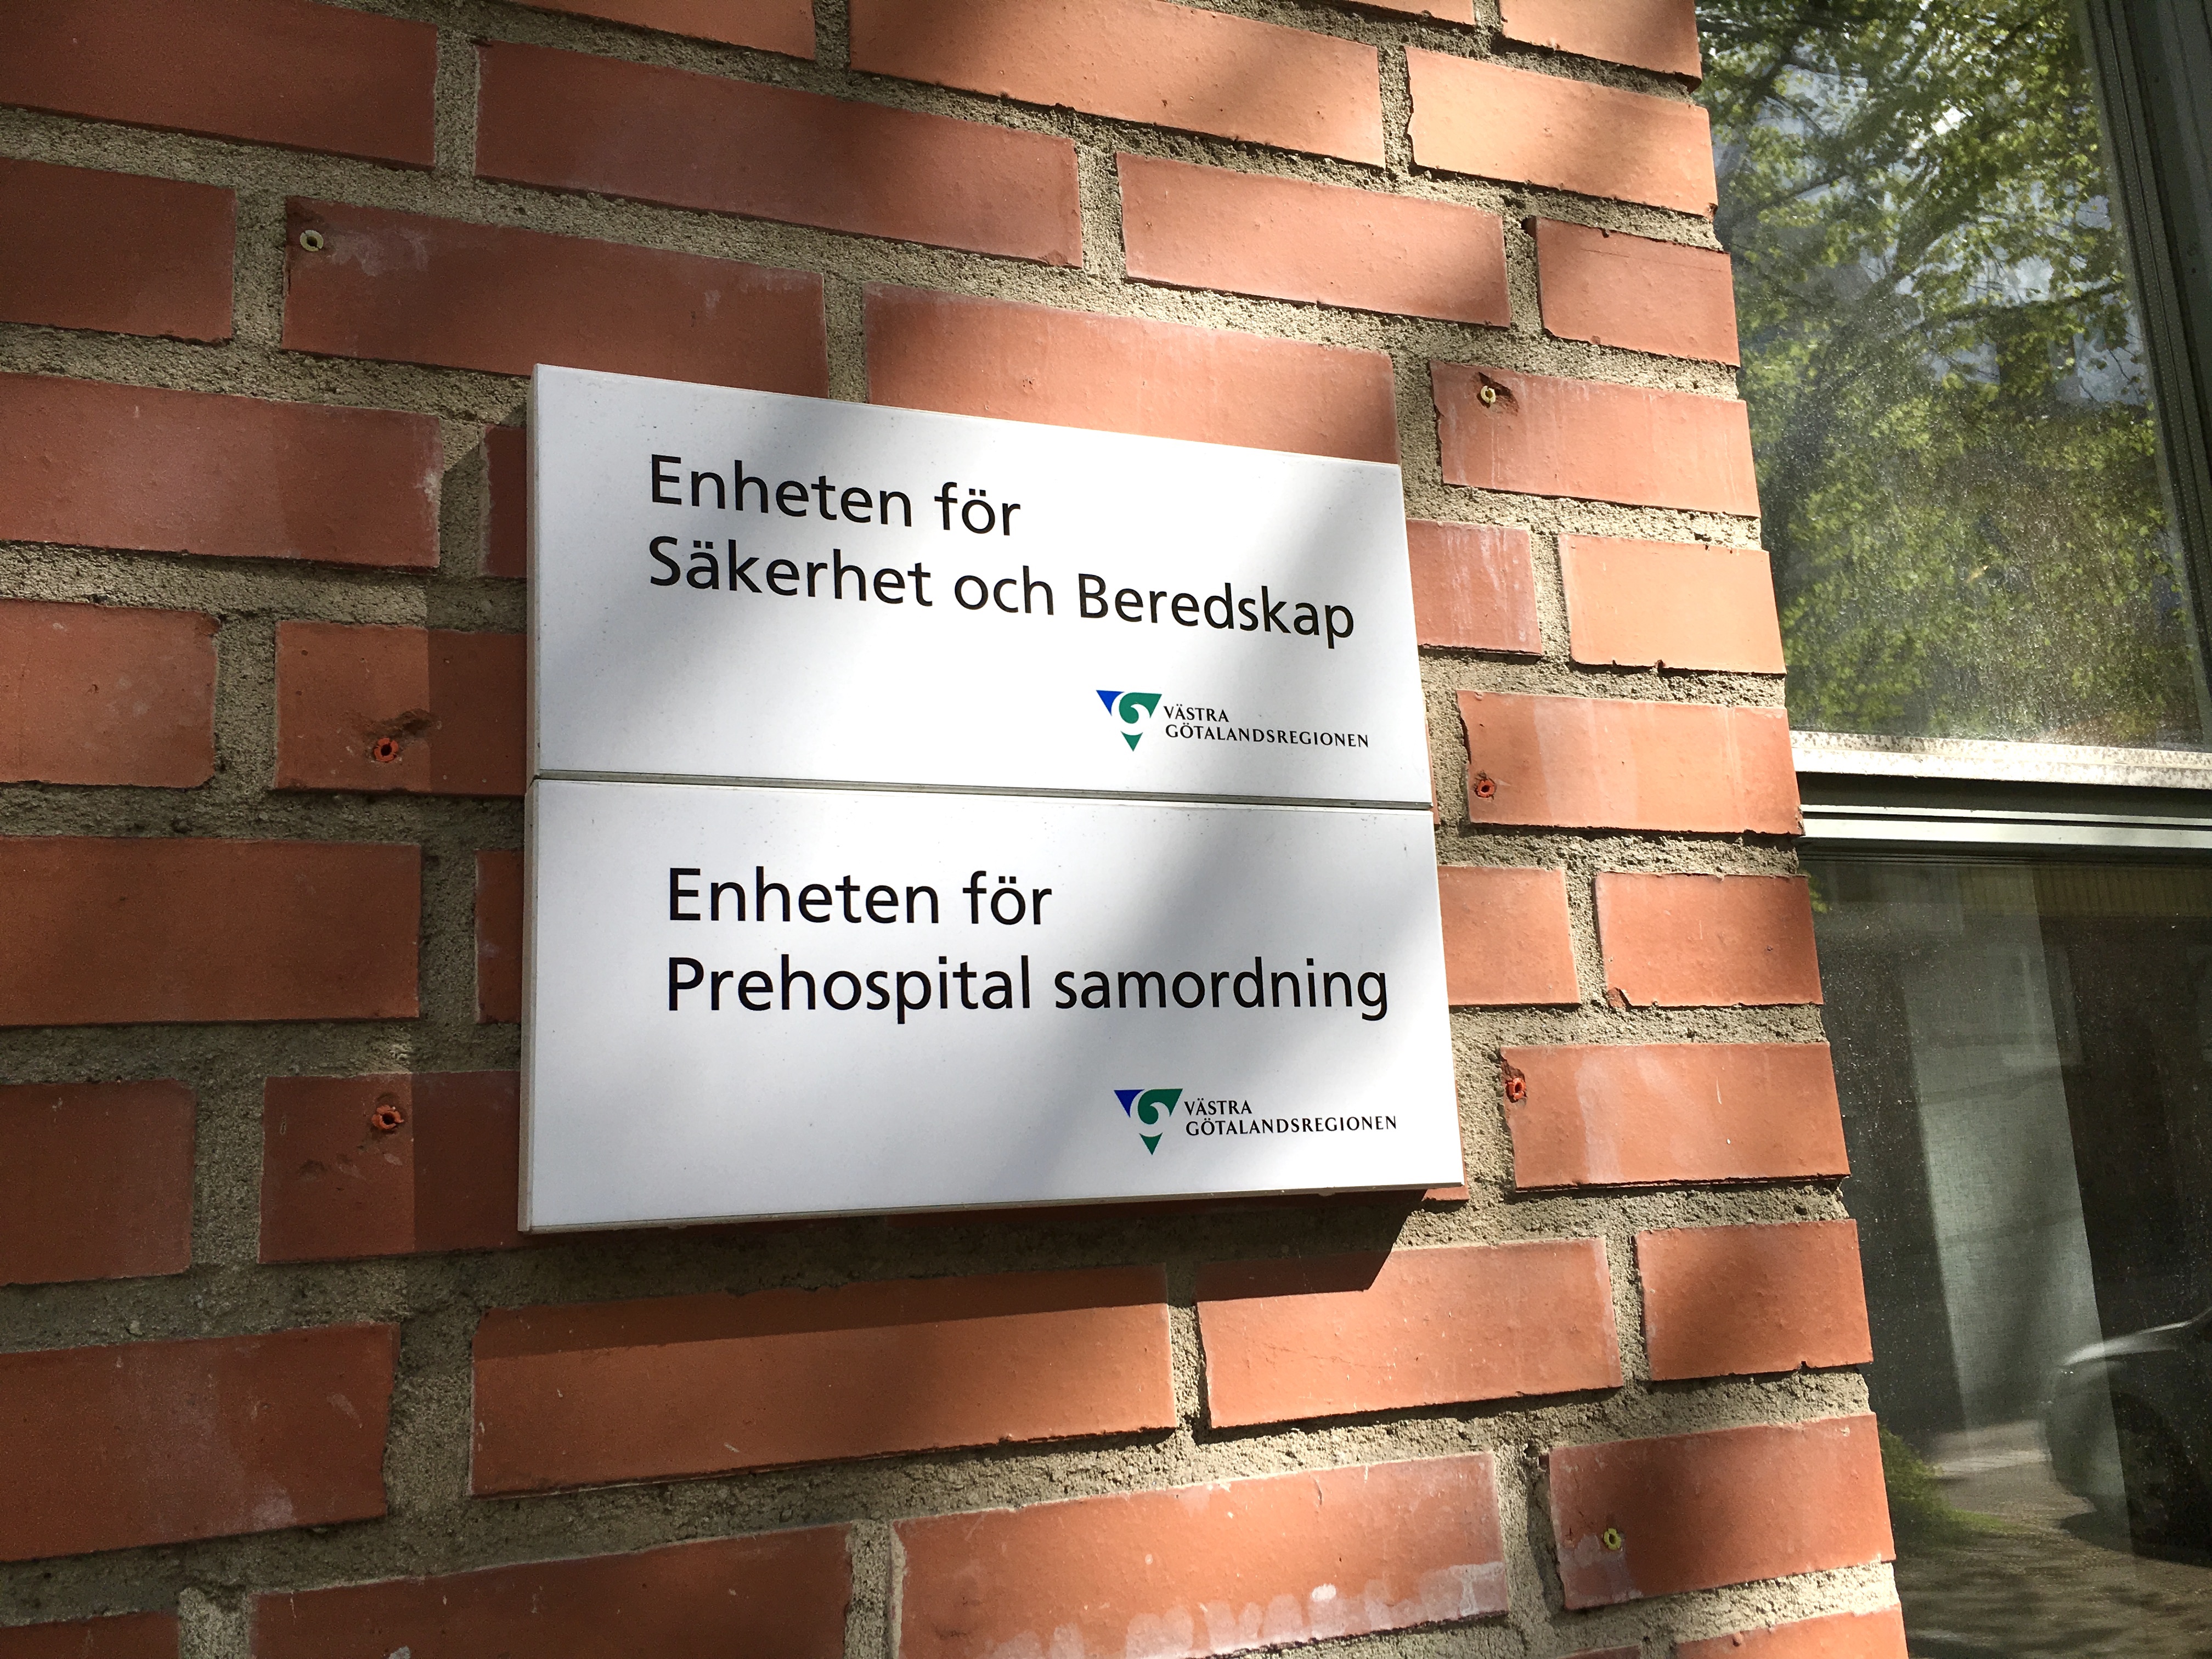 Enheten för
Säkerhet och Beredskap
VÄSTRA
GÖTALANDSREGIONEN
Enheten för
Prehospital samordning
VÄSTRA
GÖTALANDSREGIONEN